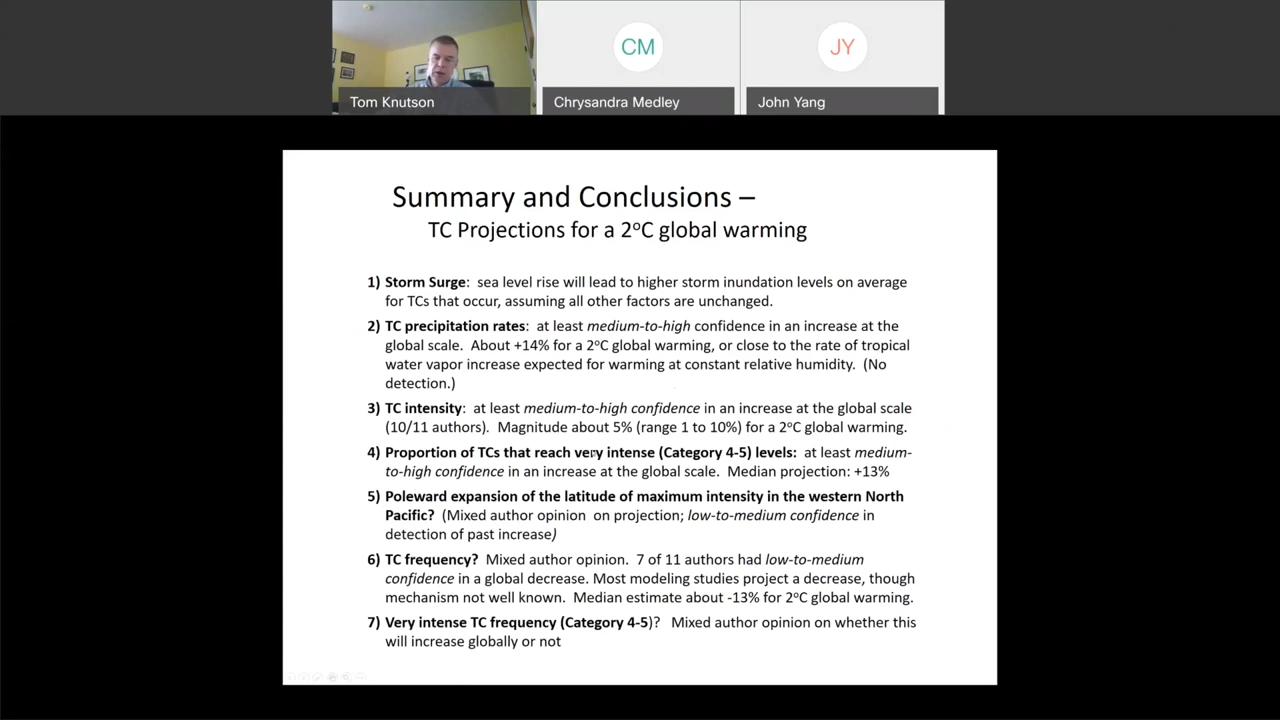 CM
JY
Tom Knutson
Chrysandra Medley
John Yang
Summary and Conclusions –
TC Projections for a 2°C global warming
1) Storm Surge: sea level rise will lead to higher storm inundation levels on average
for TCs that occur, assuming all other factors are unchanged.
2) TC precipitation rates: at least medium-to-high confidence in an increase at the
global scale. About +14% for a 2°C global warming, or close to the rate of tropical
water vapor increase expected for warming at constant relative humidity. (No
detection.)
3) TC intensity: at least medium-to-high confidence in an increase at the global scale
(10/11 authors). Magnitude about 5% (range 1 to 10%) for a 2°C global warming.
4) Proportion of TCs that reach very intense (Category 4-5) levels: at least medium-
to-high confidence in an increase at the global scale. Median projection: +13%
5) Poleward expansion of the latitude of maximum intensity in the western North
Pacific? (Mixed author opinion on projection; low-to-medium confidence in
detection of past increase)
6) TC frequency? Mixed author opinion. 7 of 11 authors had low-to-medium
confidence in a global decrease. Most modeling studies project a decrease, though
mechanism not well known. Median estimate about -13% for 2°C global warming.
7) Very intense TC frequency (Category 4-5)? Mixed author opinion on whether this
will increase globally or not